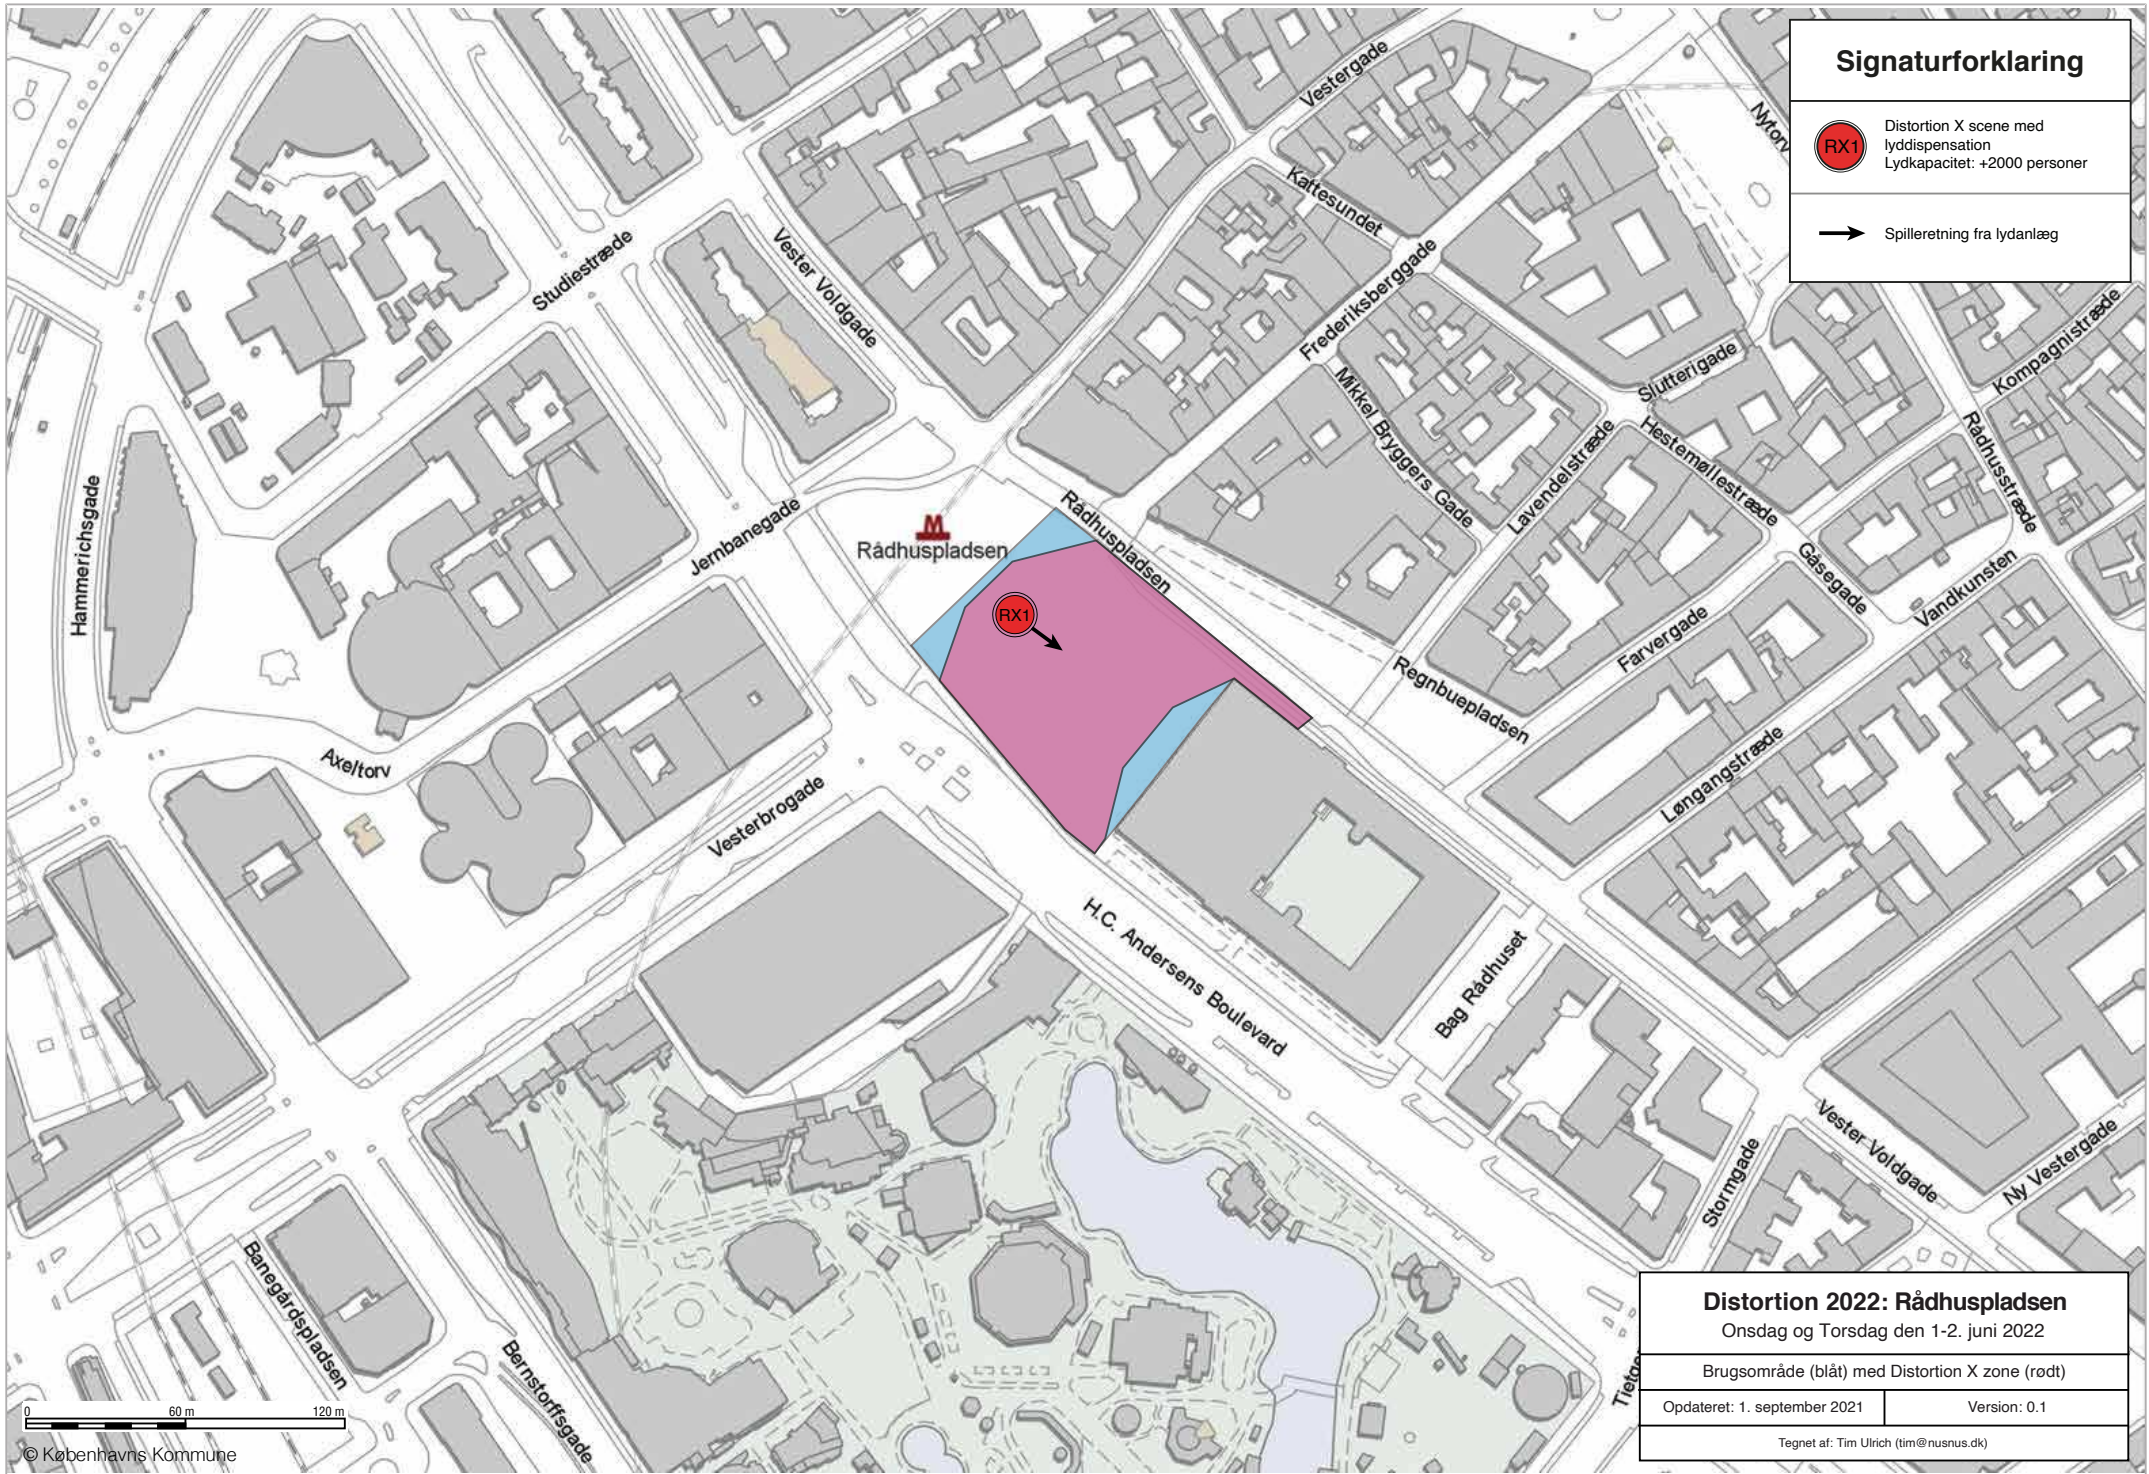 Signaturforklaring
RX1
Distortion X scene med
lyddispensation
Lydkapacitet: +2000 personer
Spilleretning fra lydanlæg
Vestergade
Nytorv
Kattesundet
Studiestræde
Vester Voldgade
Frederiksberggade
Kompagnistræde
Slutterigade
Mikkel Bryggers Gade
Lavendelstræde
Hestemøllestræde
Rådhusstræde
Hammerichsgade
Jernbanegade
M
Rådhuspladsen
Rådhuspladsen
RX1
Gåsegade
Vandkunsten
Farvergade
Regnbuepladsen
Axeltorv
Vesterbrogade
Løngangstræde
H.C. Andersens Boulevard
Bag Rådhuset
Vester Voldgade
Ny Vestergade
Stormgade
Banegårdspladsen
Bernstorffsgade
Tietge
0 60 m 120 m
© Københavns Kommune
Distortion 2022: Rådhuspladsen
Onsdag og Torsdag den 1-2. juni 2022
Brugsområde (blåt) med Distortion X zone (rødt)
Opdateret: 1. september 2021 Version: 0.1
Tegnet af: Tim Ulrich (tim@nusnus.dk)